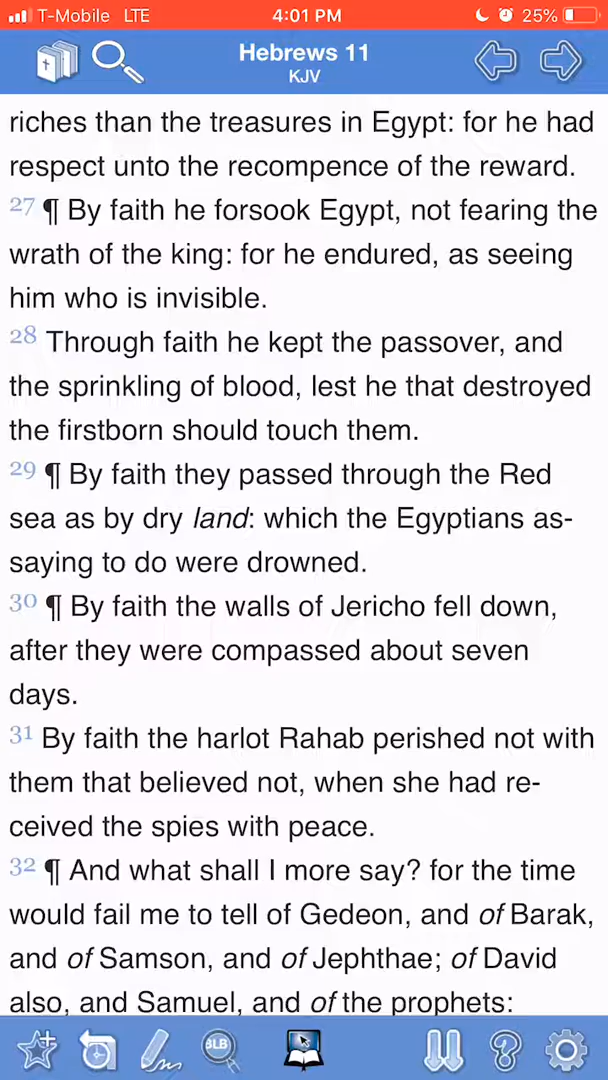 T-Mobile LTE 4:01 PM 25%
Hebrews 11
KJV
riches than the treasures in Egypt: for he had
respect unto the recompence of the reward.
27 ¶ By faith he forsook Egypt, not fearing the
wrath of the king: for he endured, as seeing
him who is invisible.
28 Through faith he kept the passover, and
the sprinkling of blood, lest he that destroyed
the firstborn should touch them.
29 ¶ By faith they passed through the Red
sea as by dry land: which the Egyptians as-
saying to do were drowned.
30 ¶ By faith the walls of Jericho fell down,
after they were compassed about seven
days.
31 By faith the harlot Rahab perished not with
them that believed not, when she had re-
ceived the spies with peace.
32 ¶ And what shall I more say? for the time
would fail me to tell of Gedeon, and of Barak,
and of Samson, and of Jephthae; of David
also, and Samuel, and of the prophets:
BLB